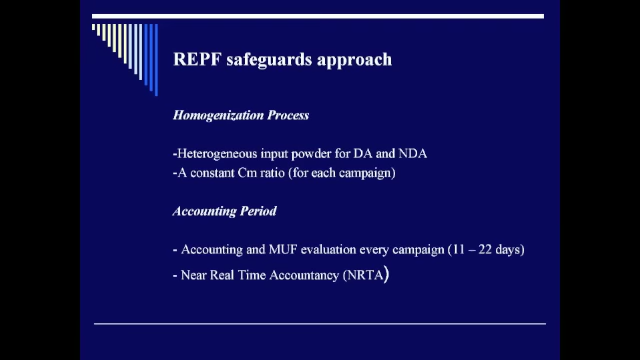 REPF safeguards approach
Homogenization Process
-Heterogeneous input powder for DA and NDA
-A constant Cm ratio (for each campaign)
Accounting Period
- Accounting and MUF evaluation every campaign (11 – 22 days)
- Near Real Time Accountancy (NRTA)